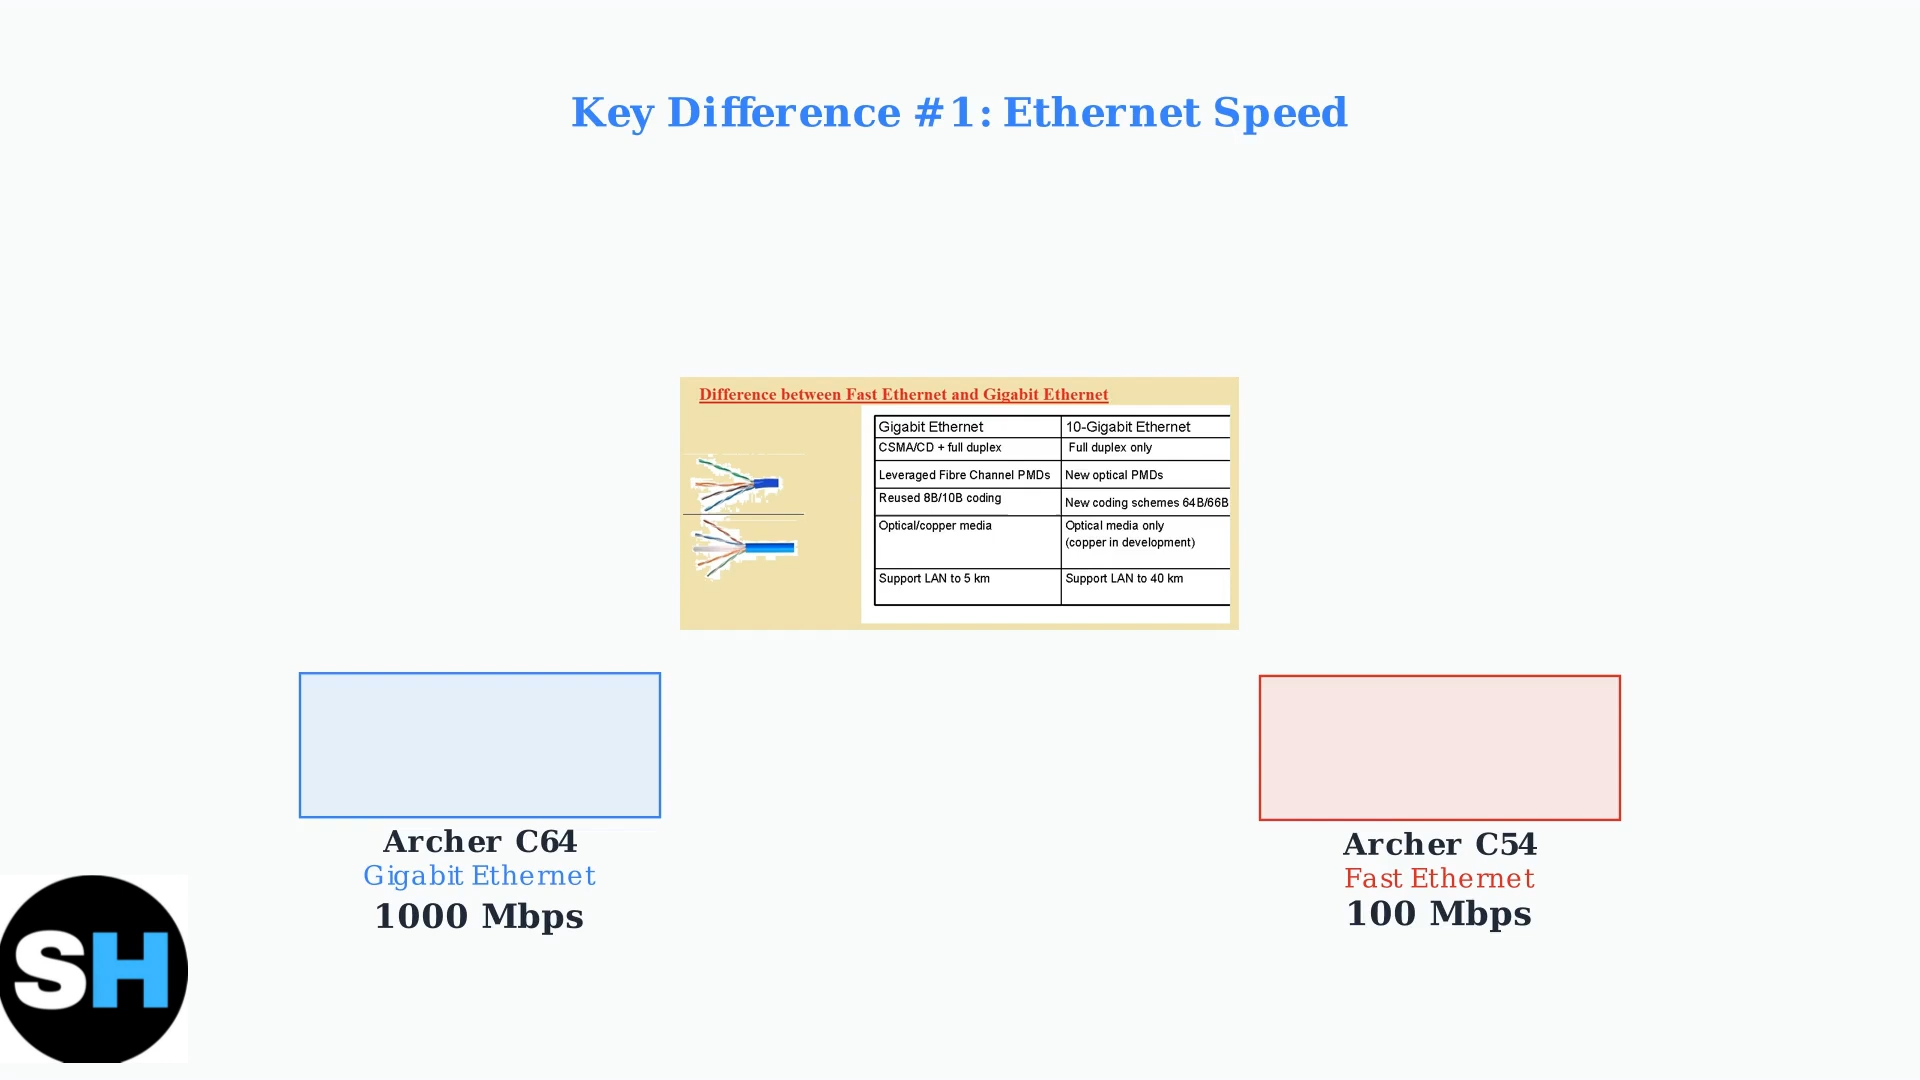 Key Difference #1: Ethernet Speed
Difference between Fast Ethernet and Gigabit Ethernet
Gigabit Ethernet 10-Gigabit Ethernet
CSMA/CD + full duplex Full duplex only
Leveraged Fibre Channel PMDs New optical PMDs
Reused 8B/10B coding New coding schemes 64B/66B
Optical/copper media Optical media only
(copper in development)
Support LAN to 5 km Support LAN to 40 km
Archer C64
Gigabit Ethernet
1000 Mbps
Archer C54
Fast Ethernet
100 Mbps
SH